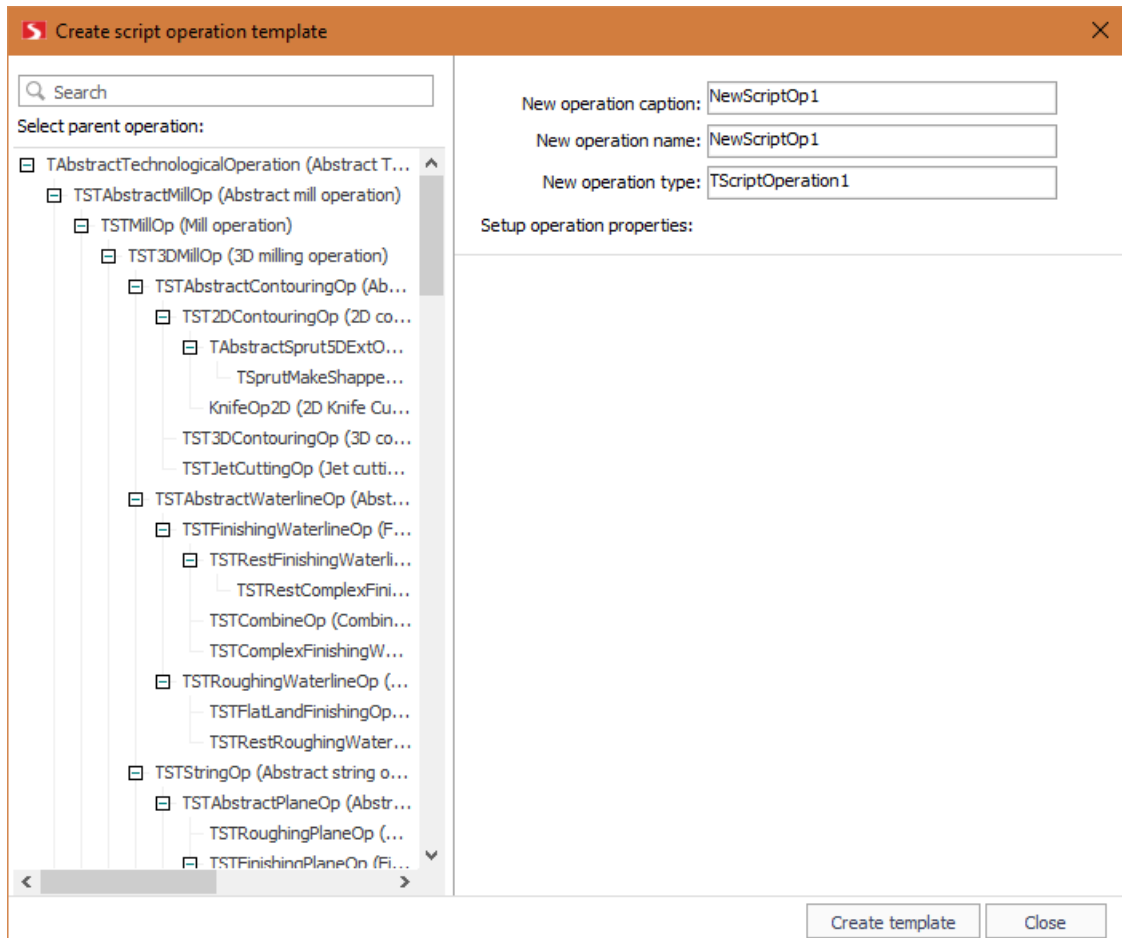 Create script operation template
Search
Select parent operation:
TAbstractTechnologicalOperation (Abstract T...
TSTAbstractMillOp (Abstract mill operation)
TSTMillOp (Mill operation)
TST3DMillOp (3D milling operation)
TSTAbstractContouringOp (Ab...
TST2DContouringOp (2D co...
TAbstractSprut5DExtO...
TSprutMakeShappe...
KnifeOp2D (2D Knife Cu...
TST3DContouringOp (3D co...
TSTJetCuttingOp (Jet cutti...
TSTAbstractWaterlineOp (Abst...
TSTFinishingWaterlineOp (F...
TSTRestFinishingWaterli...
TSTRestComplexFini...
TSTCombineOp (Combin...
TSTComplexFinishingW...
TSTRoughingWaterlineOp (...
TSTFlatLandFinishingOp...
TSTRestRoughingWater...
TSTStringOp (Abstract string o...
TSTAbstractPlaneOp (Abstr...
TSTRoughingPlaneOp (...
TSTFinishingPlaneOp (Fi...
New operation caption: NewScriptOp1
New operation name: NewScriptOp1
New operation type: TScriptOperation1
Setup operation properties:
Create template
Close